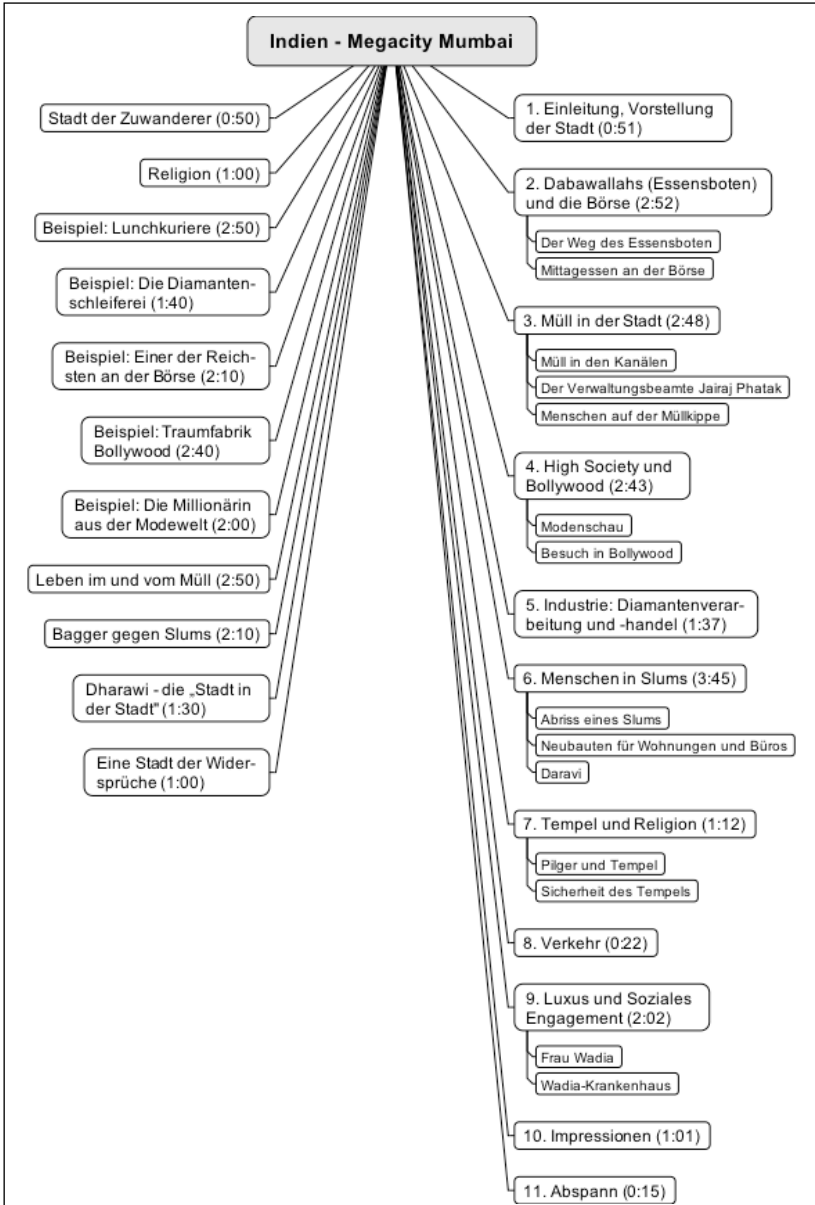 Indien - Megacity Mumbai
Stadt der Zuwanderer (0:50)
Religion (1:00)
Beispiel: Lunchkuriere (2:50)
Beispiel: Die Diamanten-
schleiferei (1:40)
Beispiel: Einer der Reich-
sten an der Börse (2:10)
Beispiel: Traumfabrik
Bollywood (2:40)
Beispiel: Die Millionärin
aus der Modewelt (2:00)
Leben im und vom Müll (2:50)
Bagger gegen Slums (2:10)
Dharawi - die „Stadt in
der Stadt" (1:30)
Eine Stadt der Wider-
sprüche (1:00)
1. Einleitung, Vorstellung
der Stadt (0:51)
2. Dabawallahs (Essensboten)
und die Börse (2:52)
Der Weg des Essensboten
Mittagessen an der Börse
3. Müll in der Stadt (2:48)
Müll in den Kanälen
Der Verwaltungsbeamte Jairaj Phatak
Menschen auf der Müllkippe
4. High Society und
Bollywood (2:43)
Modenschau
Besuch in Bollywood
5. Industrie: Diamantenverar-
beitung und -handel (1:37)
6. Menschen in Slums (3:45)
Abriss eines Slums
Neubauten für Wohnungen und Büros
Daravi
7. Tempel und Religion (1:12)
Pilger und Tempel
Sicherheit des Tempels
8. Verkehr (0:22)
9. Luxus und Soziales
Engagement (2:02)
Frau Wadia
Wadia-Krankenhaus
10. Impressionen (1:01)
11. Abspann (0:15)